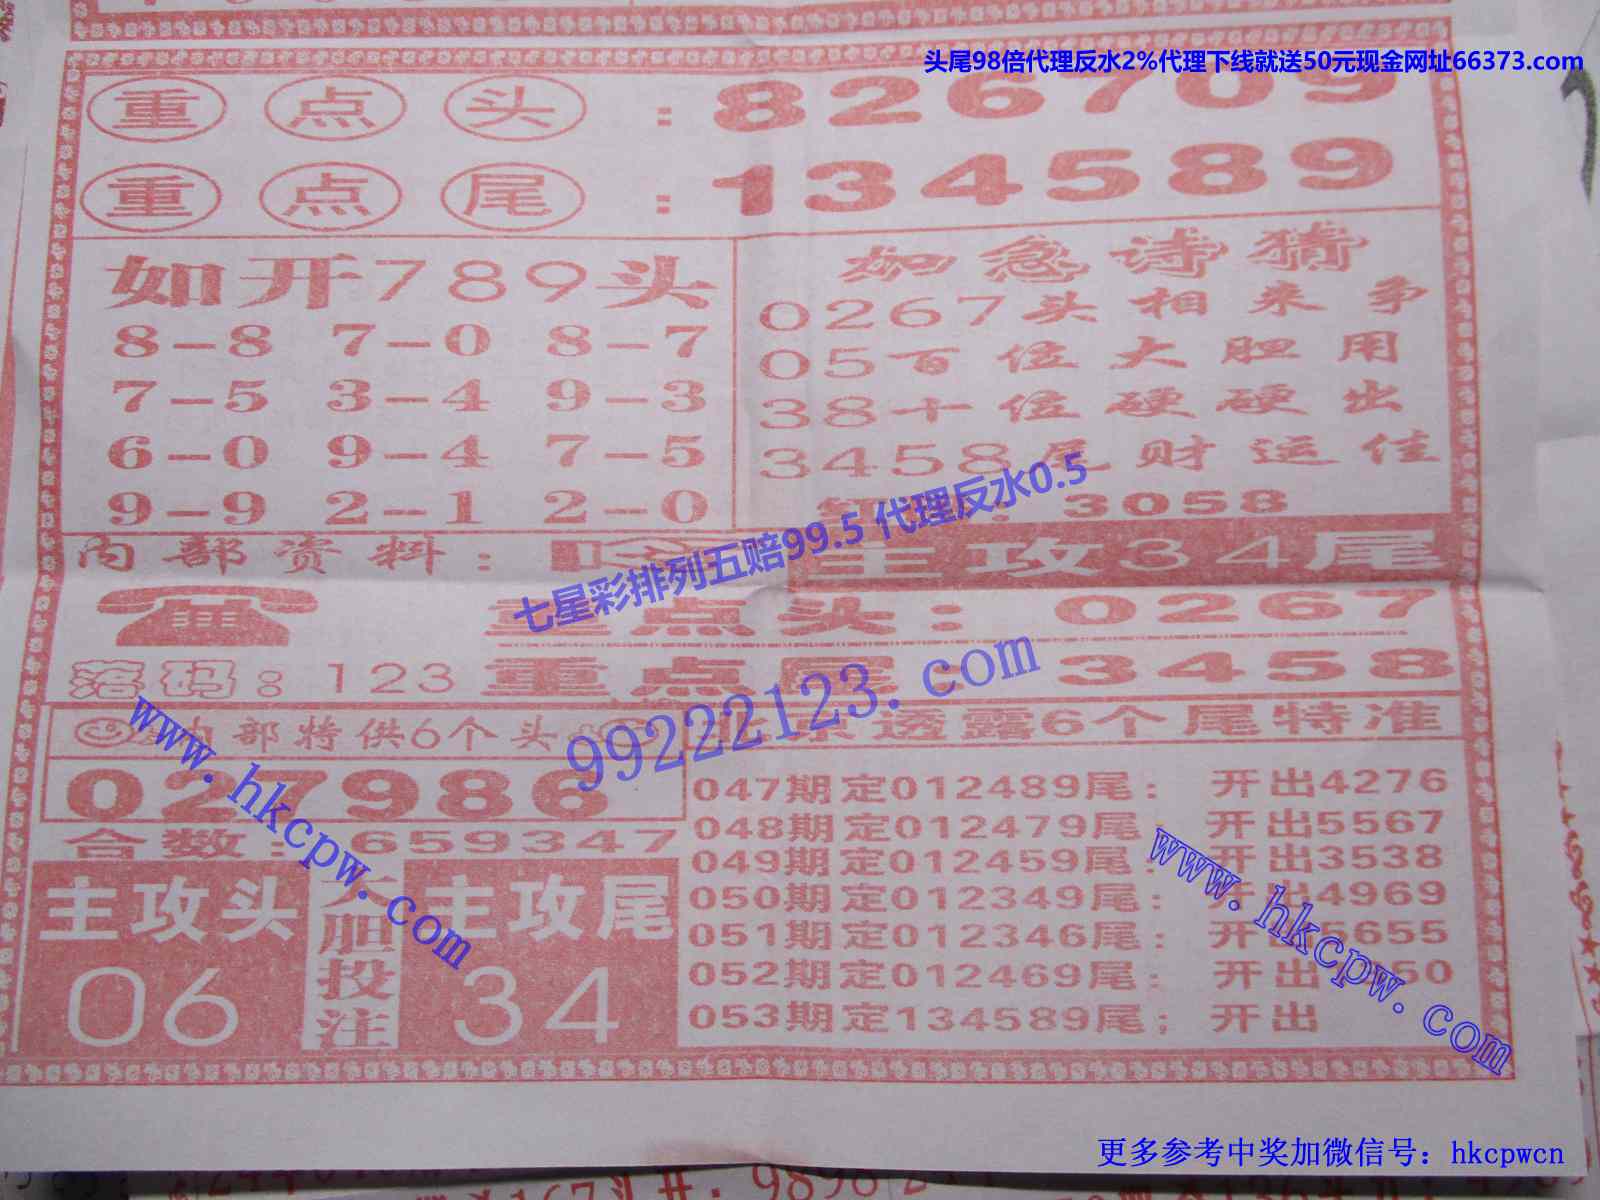 头尾98倍代理反水2%代理下线就送50元现金网址66373.com
重点头：826709
重点尾：134589
如开789头
8-8 7-0 8-7
7-5 3-4 9-3
6-0 9-4 7-5
9-9 2-1 2-0
如急诗猜
0267头相来争
05百位大胆用
38十位硬硬出
3458尾财运佳
3058
七星彩排列五赔99.5 代理反水0.5
内部资料：主攻34尾
重点头：0267
落码：123 重点尾 3458
99222123.com
内部特供6个头
透露6个尾特准
027986
合数：659347
主攻头
06
大胆投注
主攻尾
34
047期定012489尾：开出4276
048期定012479尾 开出5567
049期定012459尾：开出3538
050期定012349尾：开出4969
051期定012346尾：开出5655
052期定012469尾：开出 50
053期定134589尾；开出
www.hkcpw.com
www.hkcpw.com
更多参考中奖加微信号：hkcpwcn